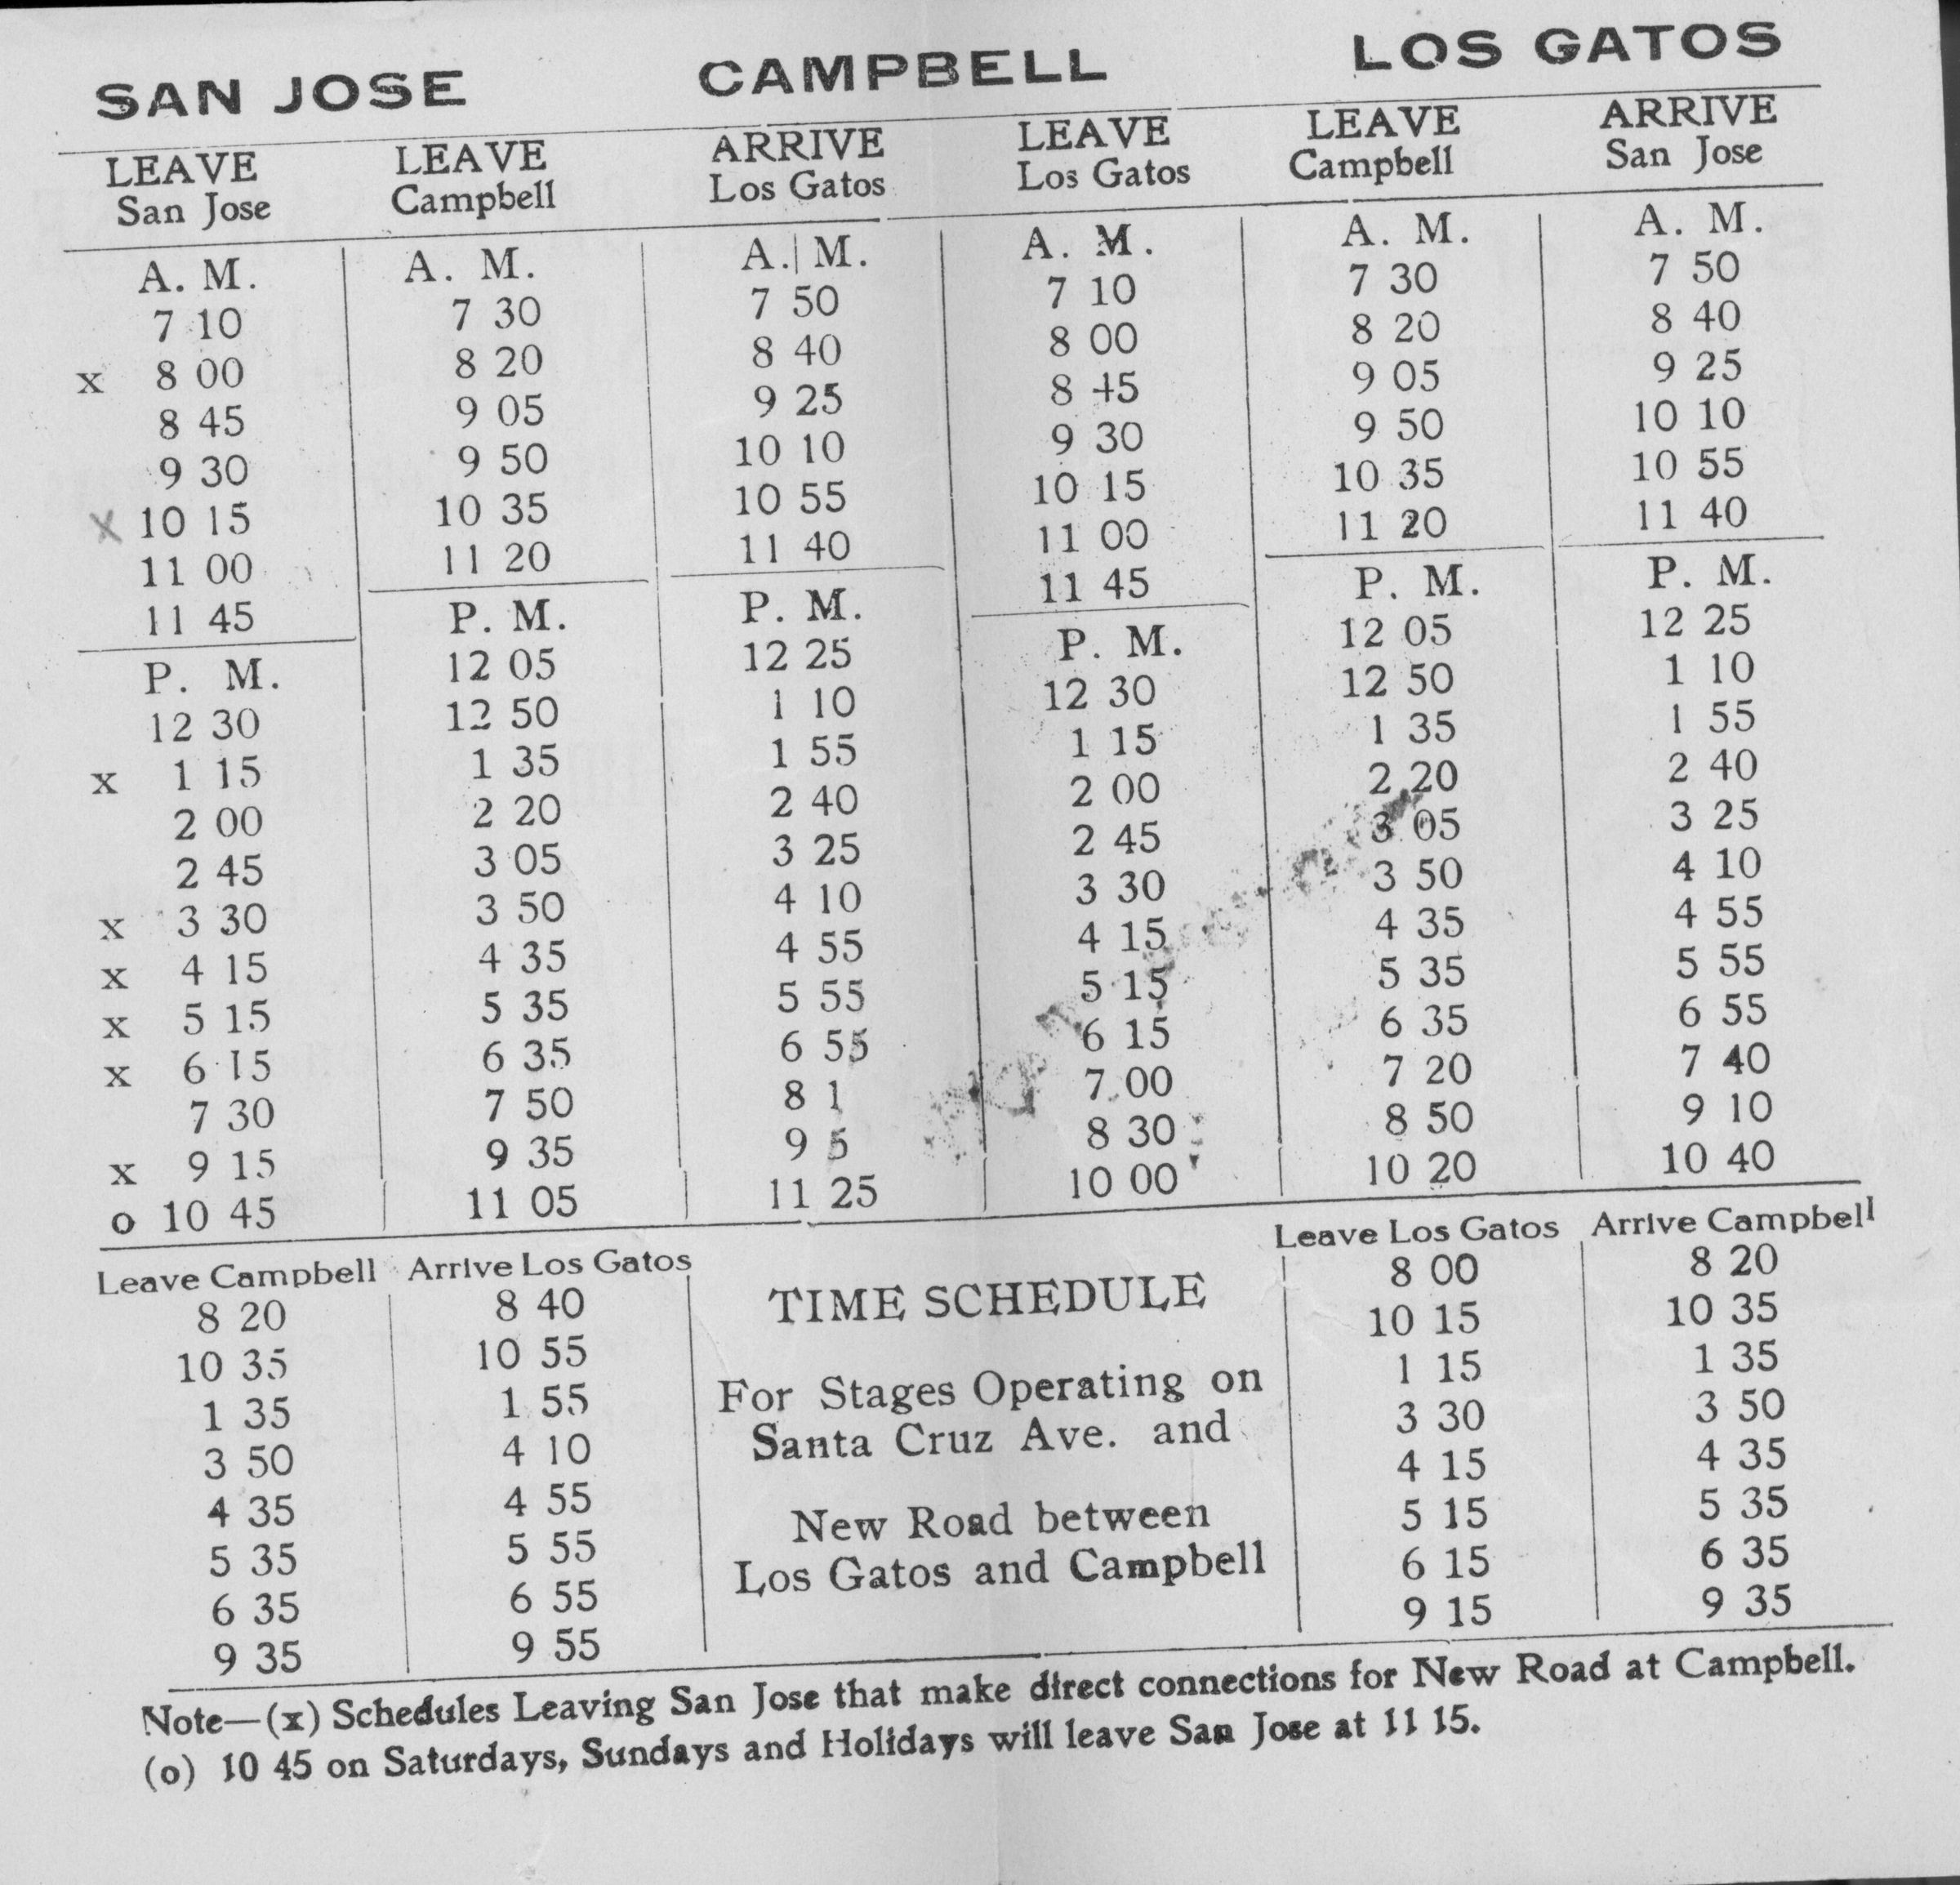 SAN JOSE CAMPBELL LOS GATOS
LEAVE LEAVE ARRIVE LEAVE LEAVE ARRIVE
San Jose Campbell Los Gatos Los Gatos Campbell San Jose
A. M. A. M. A. M. A. M. A. M. A. M.
7 10 7 30 7 50 7 10 7 30 7 50
x 8 00 8 20 8 40 8 00 8 20 8 40
8 45 9 05 9 25 8 45 9 05 9 25
9 30 9 50 10 10 9 30 9 50 10 10
x 10 15 10 35 10 55 10 15 10 35 10 55
11 00 11 20 11 40 11 00 11 20 11 40
11 45 P. M. P. M. 11 45 P. M. P. M.
P. M. 12 05 12 25 P. M. 12 05 12 25
12 30 12 50 1 10 12 30 12 50 1 10
x 1 15 1 35 1 55 1 15 1 35 1 55
2 00 2 20 2 40 2 00 2 20 2 40
2 45 3 05 3 25 2 45 3 05 3 25
x 3 30 3 50 4 10 3 30 3 50 4 10
x 4 15 4 35 4 55 4 15 4 35 4 55
x 5 15 5 35 5 55 5 15 5 35 5 55
x 6 15 6 35 6 55 6 15 6 35 6 55
7 30 7 50 8 1 7 00 7 20 7 40
x 9 15 9 35 9 5 8 30 8 50 9 10
o 10 45 11 05 11 25 10 00 10 20 10 40
Leave Campbell Arrive Los Gatos Leave Los Gatos Arrive Campbell
8 20 8 40 TIME SCHEDULE 8 00 8 20
10 35 10 55 10 15 10 35
1 35 1 55 For Stages Operating on 1 15 1 35
3 50 4 10 Santa Cruz Ave. and 3 30 3 50
4 35 4 55 4 15 4 35
5 35 5 55 New Road between 5 15 5 35
6 35 6 55 Los Gatos and Campbell 6 15 6 35
9 35 9 55 9 15 9 35
Note—(x) Schedules Leaving San Jose that make direct connections for New Road at Campbell.
(o) 10 45 on Saturdays, Sundays and Holidays will leave San Jose at 11 15.